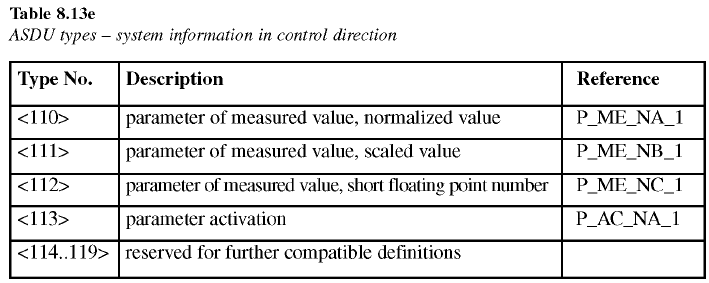 Table 8.13e
ASDU types – system information in control direction
Type No. Description Reference
<110> parameter of measured value, normalized value P_ME_NA_1
<111> parameter of measured value, scaled value P_ME_NB_1
<112> parameter of measured value, short floating point number P_ME_NC_1
<113> parameter activation P_AC_NA_1
<114..119> reserved for further compatible definitions